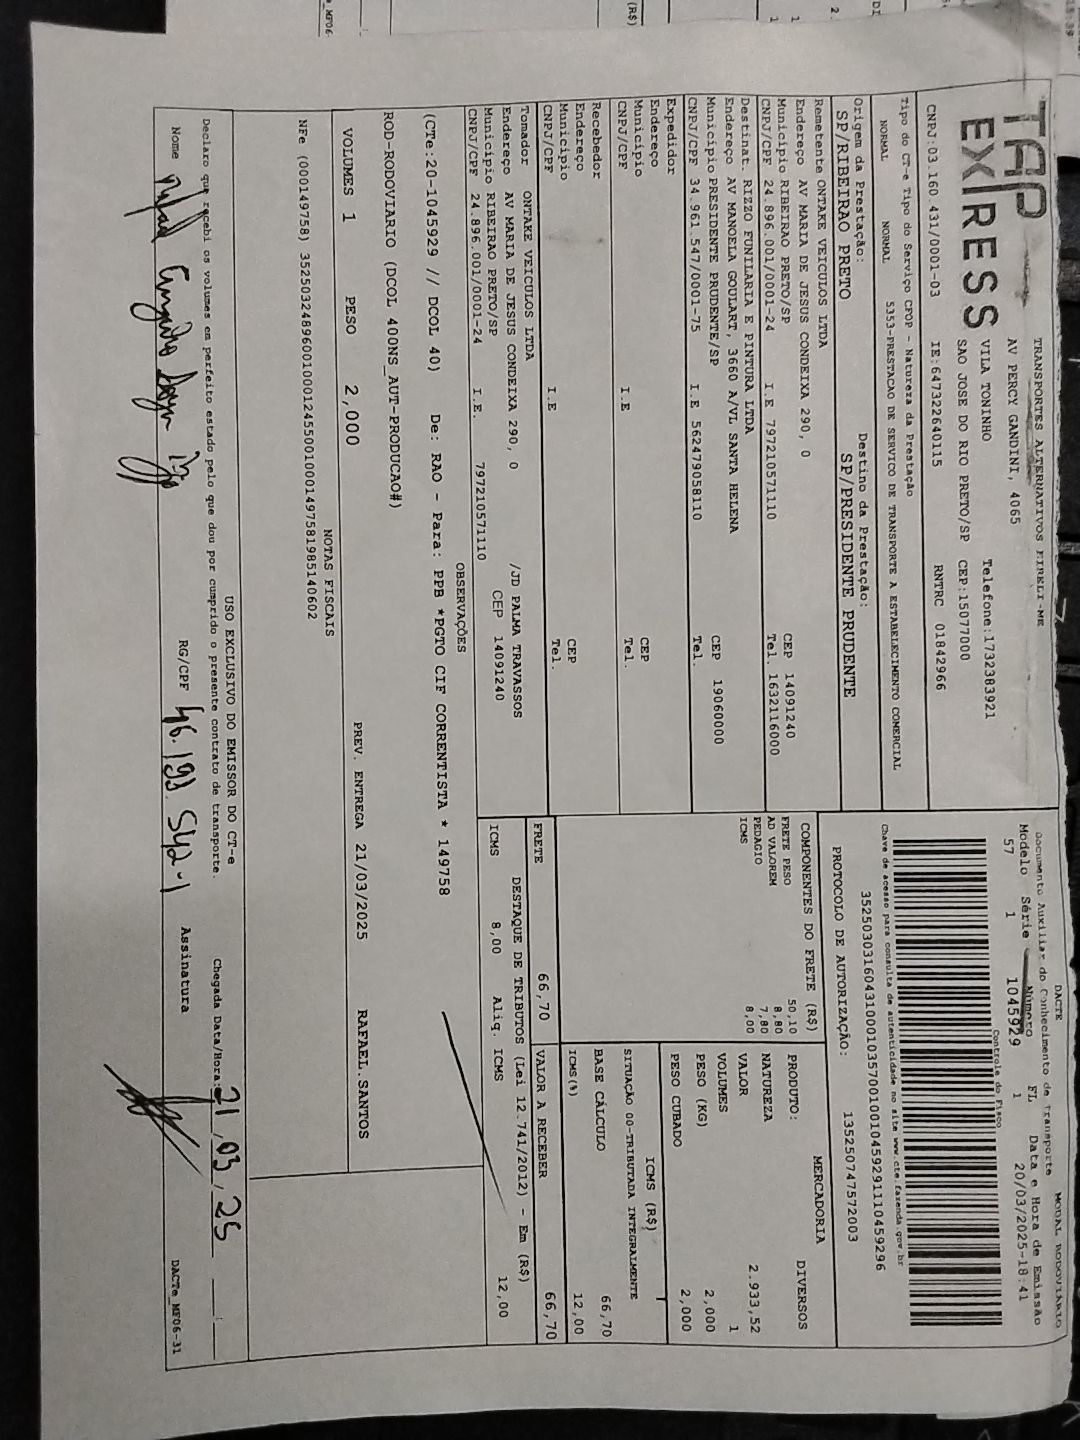 TAP
EXPRESS
TRANSPORTES ALTERNATIVOS EIRELI-ME
AV PERCY GANDINI, 4065
VILA TONINHO Telefone:1732383921
SAO JOSE DO RIO PRETO/SP CEP:15077000
CNPJ:03.160.431/0001-03 IE:647322640115 RNTRC 01842966
DACTE MODAL RODOVIÁRIO
Documento Auxiliar do Conhecimento de Transporte
Modelo Série Número FL Data e Hora de Emissão
57 1 1045929 1 20/03/2025-18:41
Controle do Fisco
Chave de acesso para consulta de autenticidade no site www.cte.fazenda.gov.br
PROTOCOLO DE AUTORIZAÇÃO: 135250747572003
Tipo do CT-e Tipo do Serviço CFOP - Natureza da Prestação
NORMAL NORMAL 5353-PRESTACAO DE SERVICO DE TRANSPORTE A ESTABELECIMENTO COMERCIAL
Origem da Prestação: Destino da Prestação:
SP/RIBEIRAO PRETO SP/PRESIDENTE PRUDENTE
Remetente ONTAKE VEICULOS LTDA
Endereço AV MARIA DE JESUS CONDEIXA 290, 0
Município RIBEIRAO PRETO/SP CEP 14091240
CNPJ/CPF 24.896.001/0001-24 I.E 797210571110 Tel. 1632116000
Destinat. RIZZO FUNILARIA E PINTURA LTDA
Endereço AV MANOELA GOULART, 3660 A/VL SANTA HELENA
Município PRESIDENTE PRUDENTE/SP CEP 19060000
CNPJ/CPF 34.961.547/0001-75 I.E 562479058110 Tel.
Expedidor
Endereço
Município CEP
CNPJ/CPF I.E Tel.
Recebedor
Endereço
Município CEP
CNPJ/CPF I.E Tel.
Tomador ONTAKE VEICULOS LTDA
Endereço AV MARIA DE JESUS CONDEIXA 290, 0 /JD PALMA TRAVASSOS
Município RIBEIRAO PRETO/SP CEP 14091240
CNPJ/CPF 24.896.001/0001-24 I.E. 797210571110
COMPONENTES DO FRETE (R$)
FRETE PESO 50,10
AD VALOREM 8,80
PEDAGIO 7,80
ICMS 8,00
MERCADORIA
PRODUTO: DIVERSOS
NATUREZA
VALOR 2.933,52
VOLUMES 1
PESO (KG) 2,000
PESO CUBADO 2,000
ICMS (R$)
SITUAÇÃO 00-TRIBUTADA INTEGRALMENTE
BASE CÁLCULO 66,70
ICMS(%) 12,00
FRETE 66,70 VALOR A RECEBER 66,70
DESTAQUE DE TRIBUTOS (Lei 12.741/2012) - Em (R$)
ICMS 8,00 Aliq. ICMS 12,00
OBSERVAÇÕES
(CTe:20-1045929 // DCOL 40) De: RAO - Para: PPB *PGTO CIF CORRENTISTA * 149758
ROD-RODOVIARIO (DCOL 400NS_AUT-PRODUCAO#)
VOLUMES 1 PESO 2,000 PREV. ENTREGA 21/03/2025 RAFAEL.SANTOS
NOTAS FISCAIS
NFe (000149758) 35250324896001000124550010001497581985140602
USO EXCLUSIVO DO EMISSOR DO CT-e
Declaro que recebi os volumes em perfeito estado pelo que dou por cumprido o presente contrato de transporte. Chegada Data/Hora: 21/03/25
Nome RG/CPF 46.193.542-1 Assinatura
DACTe_MF06-31